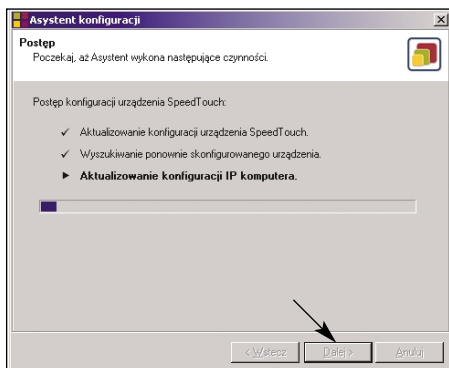 Asystent konfiguracji
Postęp
Poczekaj, aż Asystent wykona następujące czynności.
Postęp konfiguracji urządzenia SpeedTouch:
✓ Aktualizowanie konfiguracji urządzenia SpeedTouch.
✓ Wyszukiwanie ponownie skonfigurowanego urządzenia.
► Aktualizowanie konfiguracji IP komputera.
< Wstecz
Dalej >
Anuluj